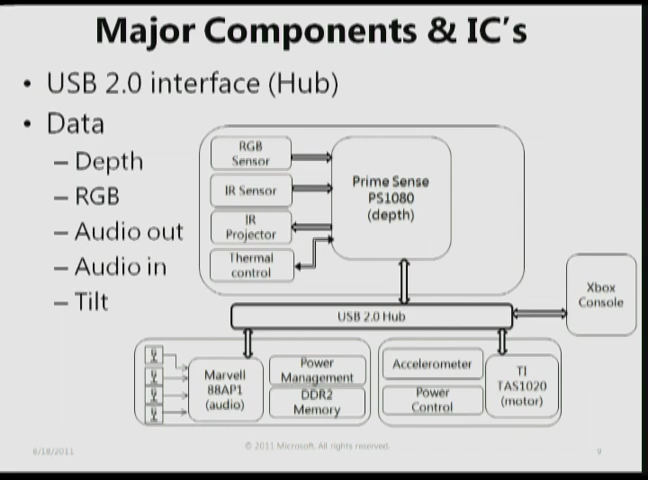 Major Components & IC's
• USB 2.0 interface (Hub)
• Data
– Depth
– RGB
– Audio out
– Audio in
– Tilt
RGB
Sensor
IR Sensor
IR
Projector
Thermal
control
Prime Sense
PS1080
(depth)
Xbox
Console
USB 2.0 Hub
Marvell
88AP1
(audio)
Power
Management
DDR2
Memory
Accelerometer
Power
Control
TI
TAS1020
(motor)
8/18/2011
© 2011 Microsoft. All rights reserved.
9